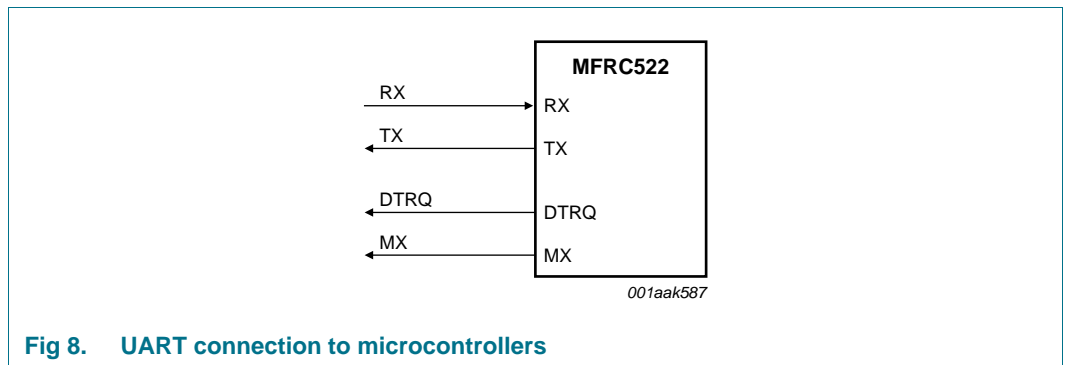 MFRC522
RX RX
TX TX
DTRQ DTRQ
MX MX
001aak587
Fig 8. UART connection to microcontrollers